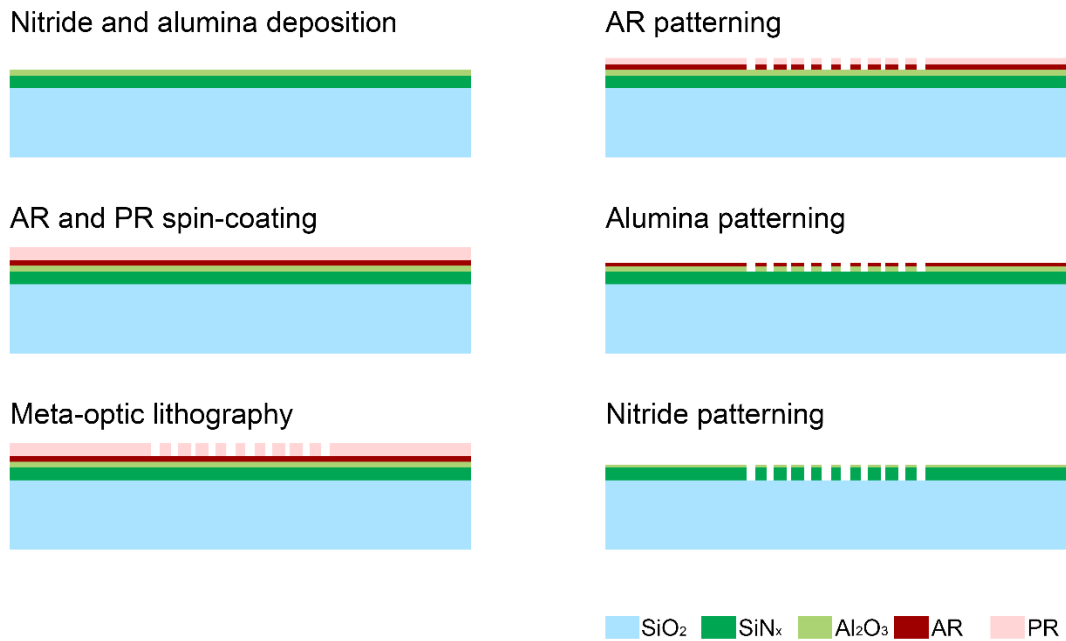 Nitride and alumina deposition
AR and PR spin-coating
Meta-optic lithography
AR patterning
Alumina patterning
Nitride patterning
SiO₂ SiNₓ Al₂O₃ AR PR